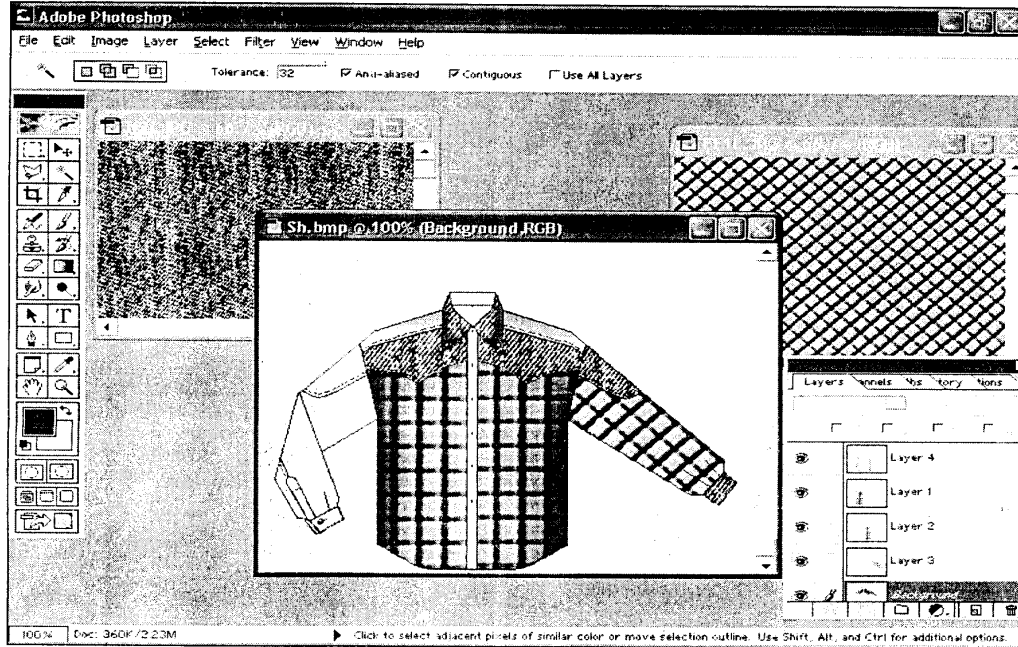 Adobe Photoshop
File Edit Image Layer Select Filter View Window Help
Tolerance: 32 Anti-aliased Contiguous Use All Layers
Sh.bmp @ 100% (Background,RGB)
Layers
Layer 4
Layer 1
Layer 2
Layer 3
Background
100% Doc: 360K/2.23M Click to select adjacent pixels of similar color or move selection outline. Use Shift, Alt, and Ctrl for additional options.